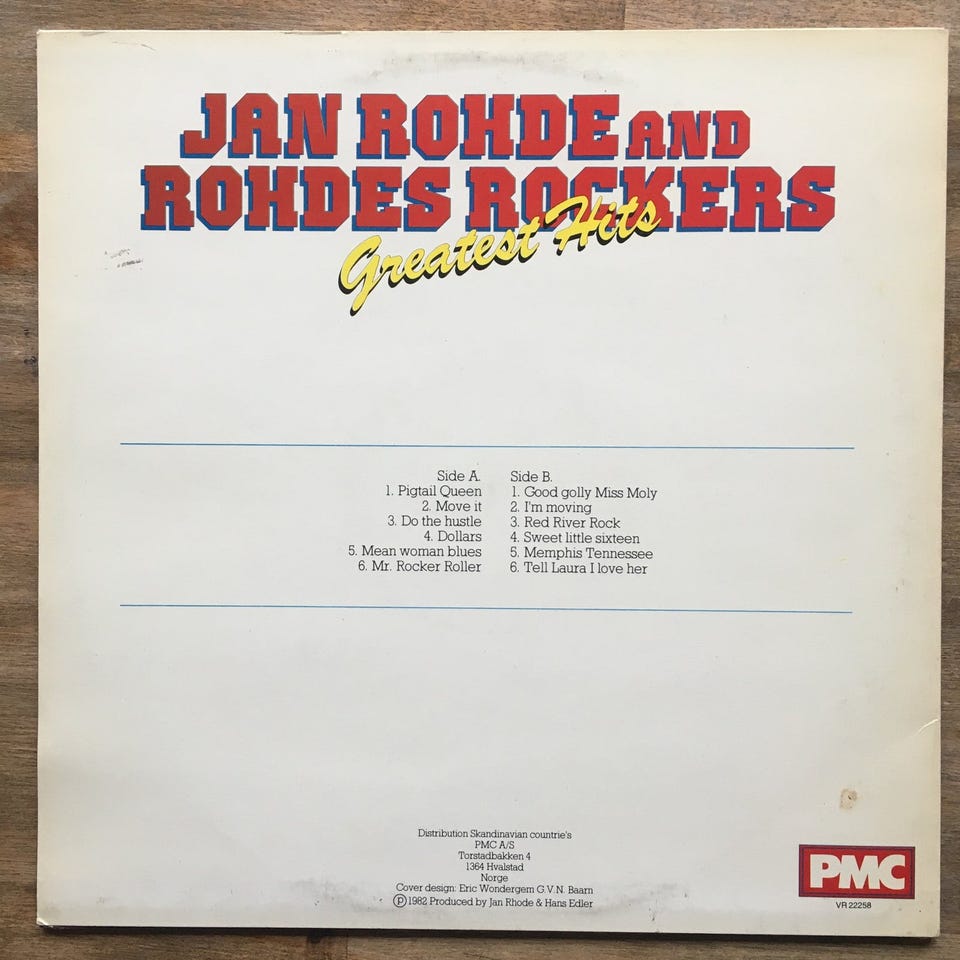 JAN ROHDE AND
ROHDES ROCKERS
Greatest Hits
Side A.
1. Pigtail Queen
2. Move it
3. Do the hustle
4. Dollars
5. Mean woman blues
6. Mr. Rocker Roller
Side B.
1. Good golly Miss Moly
2. I'm moving
3. Red River Rock
4. Sweet little sixteen
5. Memphis Tennessee
6. Tell Laura I love her
Distribution Skandinavian countrie's
PMC A/S
Torstadbakken 4
1364 Hvalstad
Norge
Cover design: Eric Wondergem G.V.N. Baarn
℗ 1982 Produced by Jan Rhode & Hans Edler
PMC
VR 22258